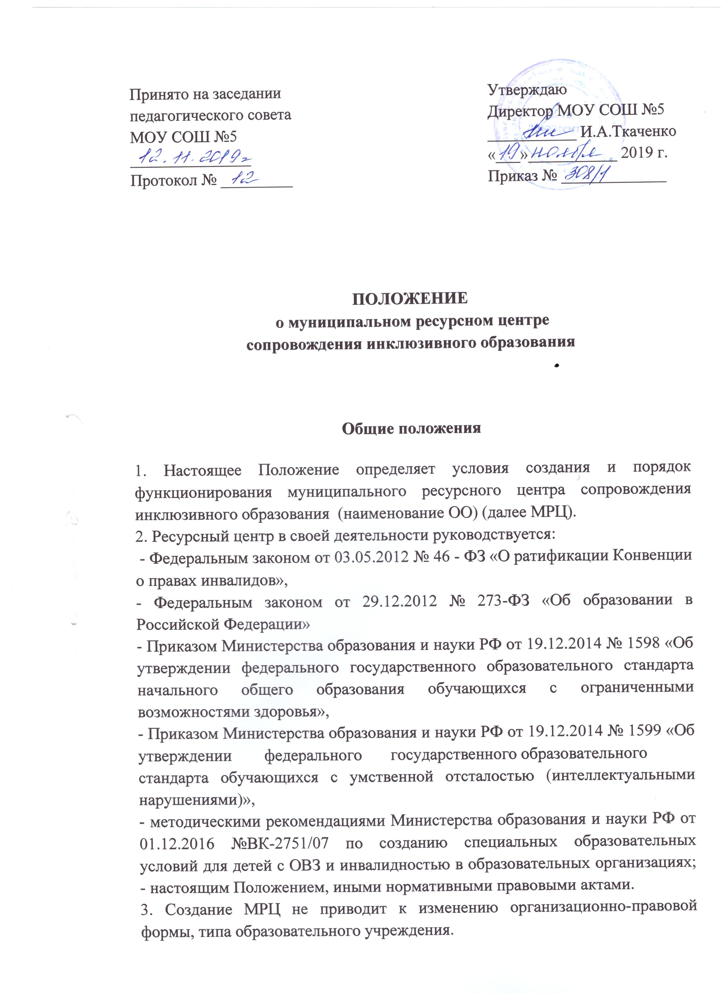 Принято на заседании
педагогического совета
МОУ СОШ №5
12.11.2019г
Протокол № 12
Утверждаю
Директор МОУ СОШ №5
И.А.Ткаченко
«19» ноября 2019 г.
Приказ № 308/1
ПОЛОЖЕНИЕ
о муниципальном ресурсном центре
сопровождения инклюзивного образования
Общие положения
1. Настоящее Положение определяет условия создания и порядок
функционирования муниципального ресурсного центра сопровождения
инклюзивного образования (наименование ОО) (далее МРЦ).
2. Ресурсный центр в своей деятельности руководствуется:
- Федеральным законом от 03.05.2012 № 46 - ФЗ «О ратификации Конвенции
о правах инвалидов»,
- Федеральным законом от 29.12.2012 № 273-ФЗ «Об образовании в
Российской Федерации»
- Приказом Министерства образования и науки РФ от 19.12.2014 № 1598 «Об
утверждении федерального государственного образовательного стандарта
начального общего образования обучающихся с ограниченными
возможностями здоровья»,
- Приказом Министерства образования и науки РФ от 19.12.2014 № 1599 «Об
утверждении федерального государственного образовательного
стандарта обучающихся с умственной отсталостью (интеллектуальными
нарушениями)»,
- методическими рекомендациями Министерства образования и науки РФ от
01.12.2016 №ВК-2751/07 по созданию специальных образовательных
условий для детей с ОВЗ и инвалидностью в образовательных организациях;
- настоящим Положением, иными нормативными правовыми актами.
3. Создание МРЦ не приводит к изменению организационно-правовой
формы, типа образовательного учреждения.